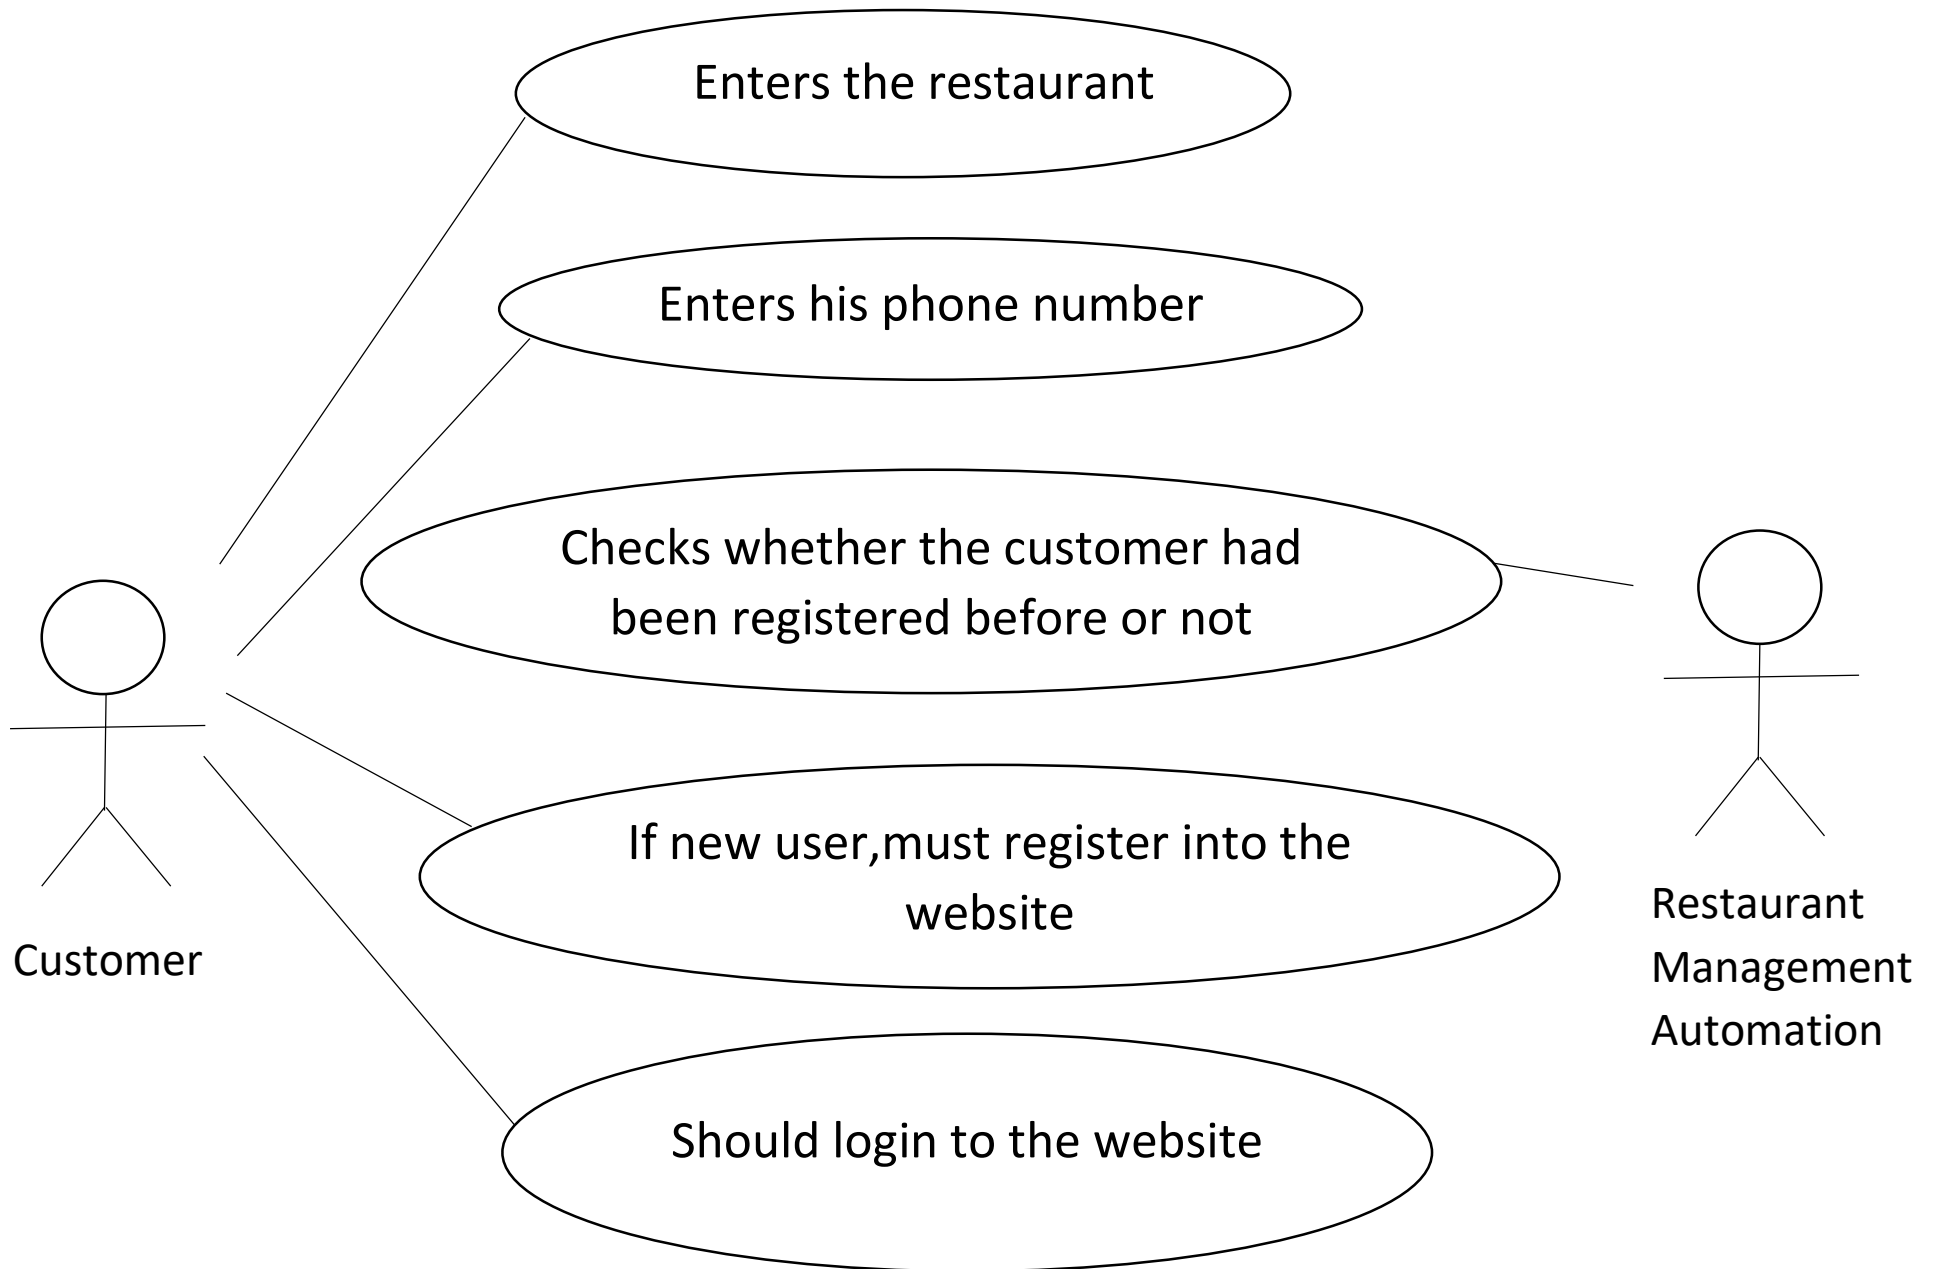 Enters the restaurant
Enters his phone number
Checks whether the customer had
been registered before or not
If new user,must register into the
website
Should login to the website
Customer
Restaurant
Management
Automation